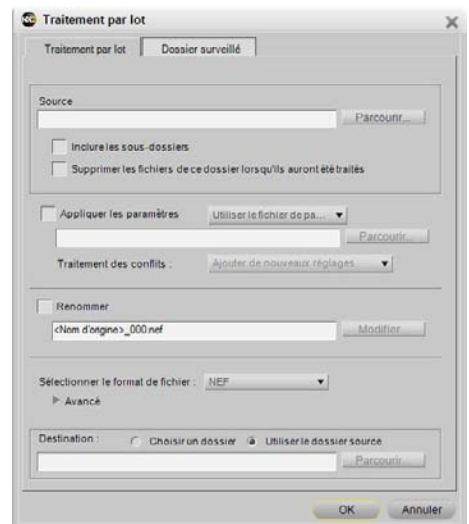 Traitement par lot
Traitement par lot Dossier surveillé
Source
Parcourir...
Inclure les sous-dossiers
Supprimer les fichiers de ce dossier lorsqu'ils auront été traités
Appliquer les paramètres Utiliser le fichier de pa...
Parcourir...
Traitement des conflits : Ajouter de nouveaux réglages
Renommer
<Nom d'origine>_000.nef Modifier
Sélectionner le format de fichier : NEF
Avancé
Destination : Choisir un dossier Utiliser le dossier source
Parcourir...
OK Annuler